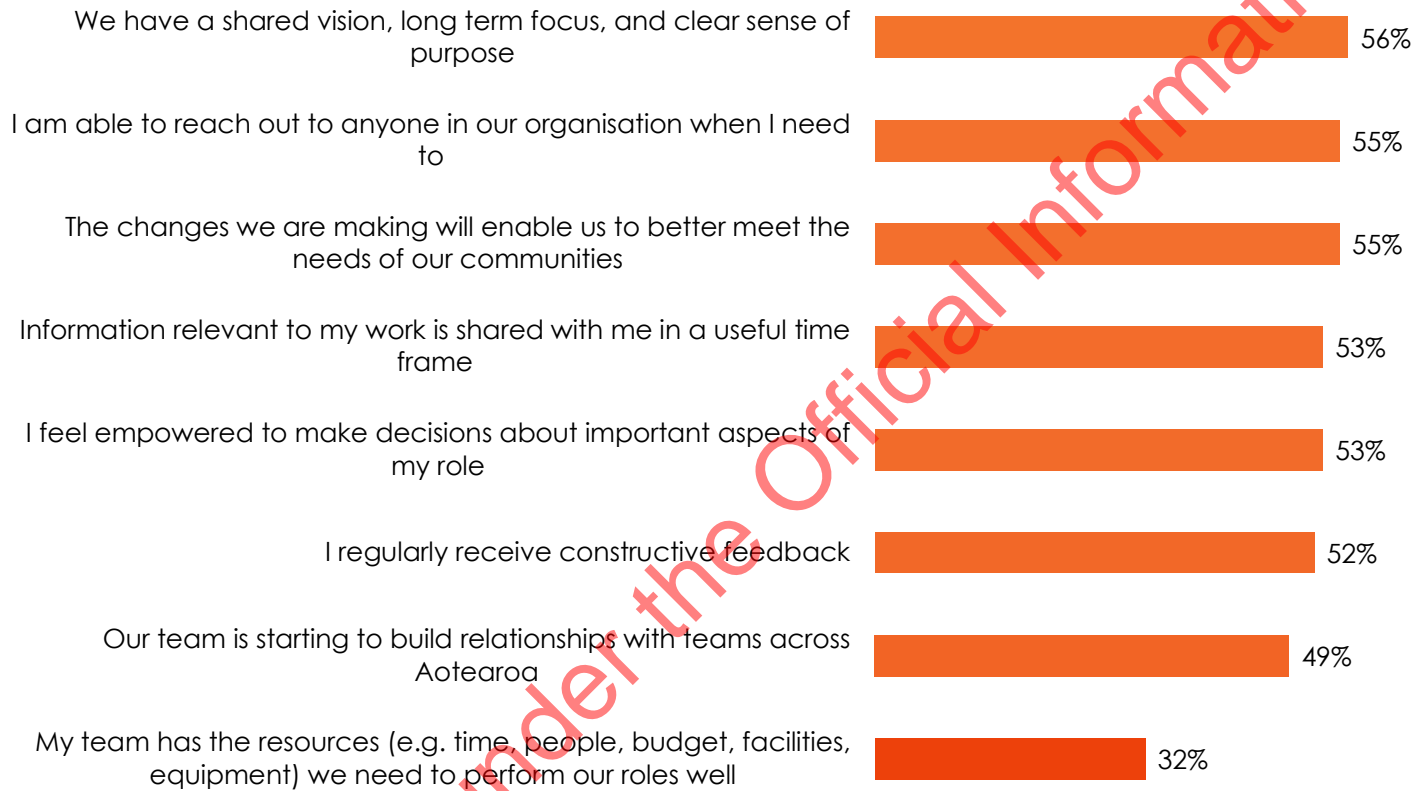 We have a shared vision, long term focus, and clear sense of
purpose
56%
I am able to reach out to anyone in our organisation when I need
to
55%
The changes we are making will enable us to better meet the
needs of our communities
55%
Information relevant to my work is shared with me in a useful time
frame
53%
I feel empowered to make decisions about important aspects of
my role
53%
I regularly receive constructive feedback
52%
Our team is starting to build relationships with teams across
Aotearoa
49%
My team has the resources (e.g. time, people, budget, facilities,
equipment) we need to perform our roles well
32%
under the Official Informati